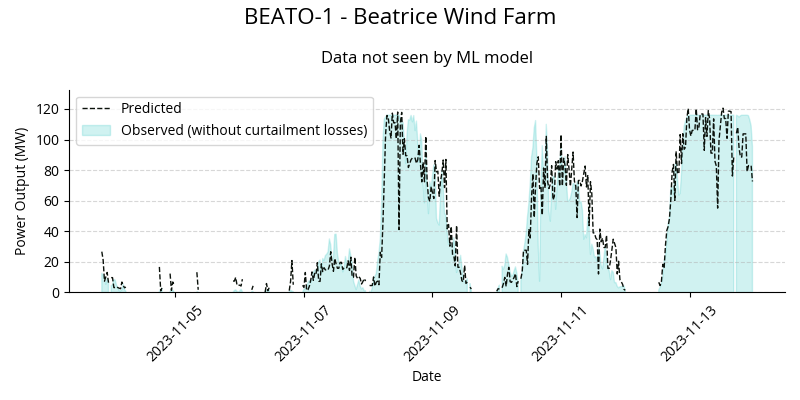 BEATO-1 - Beatrice Wind Farm
Data not seen by ML model
Predicted
Observed (without curtailment losses)
Power Output (MW)
120
100
80
60
40
20
0
2023-11-05
2023-11-07
2023-11-09
2023-11-11
2023-11-13
Date